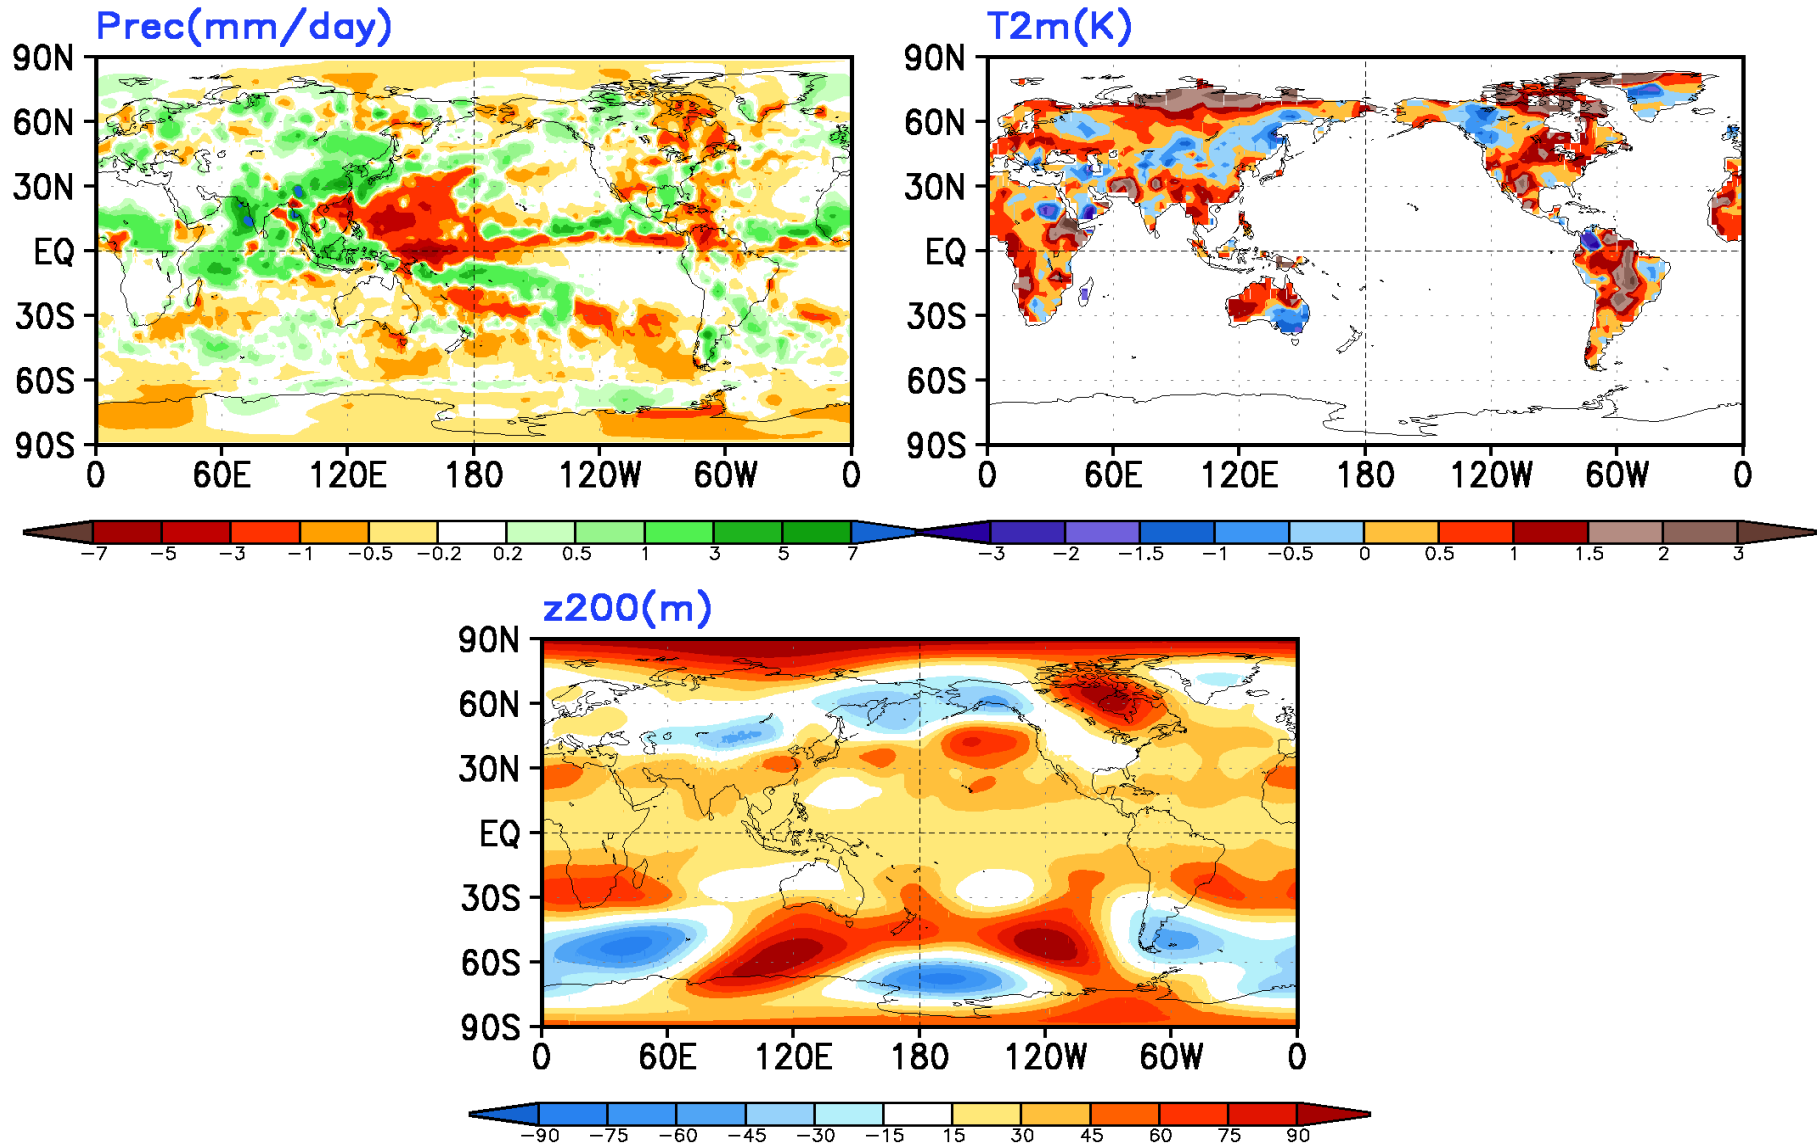 Prec(mm/day)
90N
60N
30N
EQ
30S
60S
90S
0 60E 120E 180 120W 60W 0
-7 -5 -3 -1 -0.5 -0.2 0.2 0.5 1 3 5 7
T2m(K)
90N
60N
30N
EQ
30S
60S
90S
0 60E 120E 180 120W 60W 0
-3 -2 -1.5 -1 -0.5 0 0.5 1 1.5 2 3
z200(m)
90N
60N
30N
EQ
30S
60S
90S
0 60E 120E 180 120W 60W 0
-90 -75 -60 -45 -30 -15 15 30 45 60 75 90